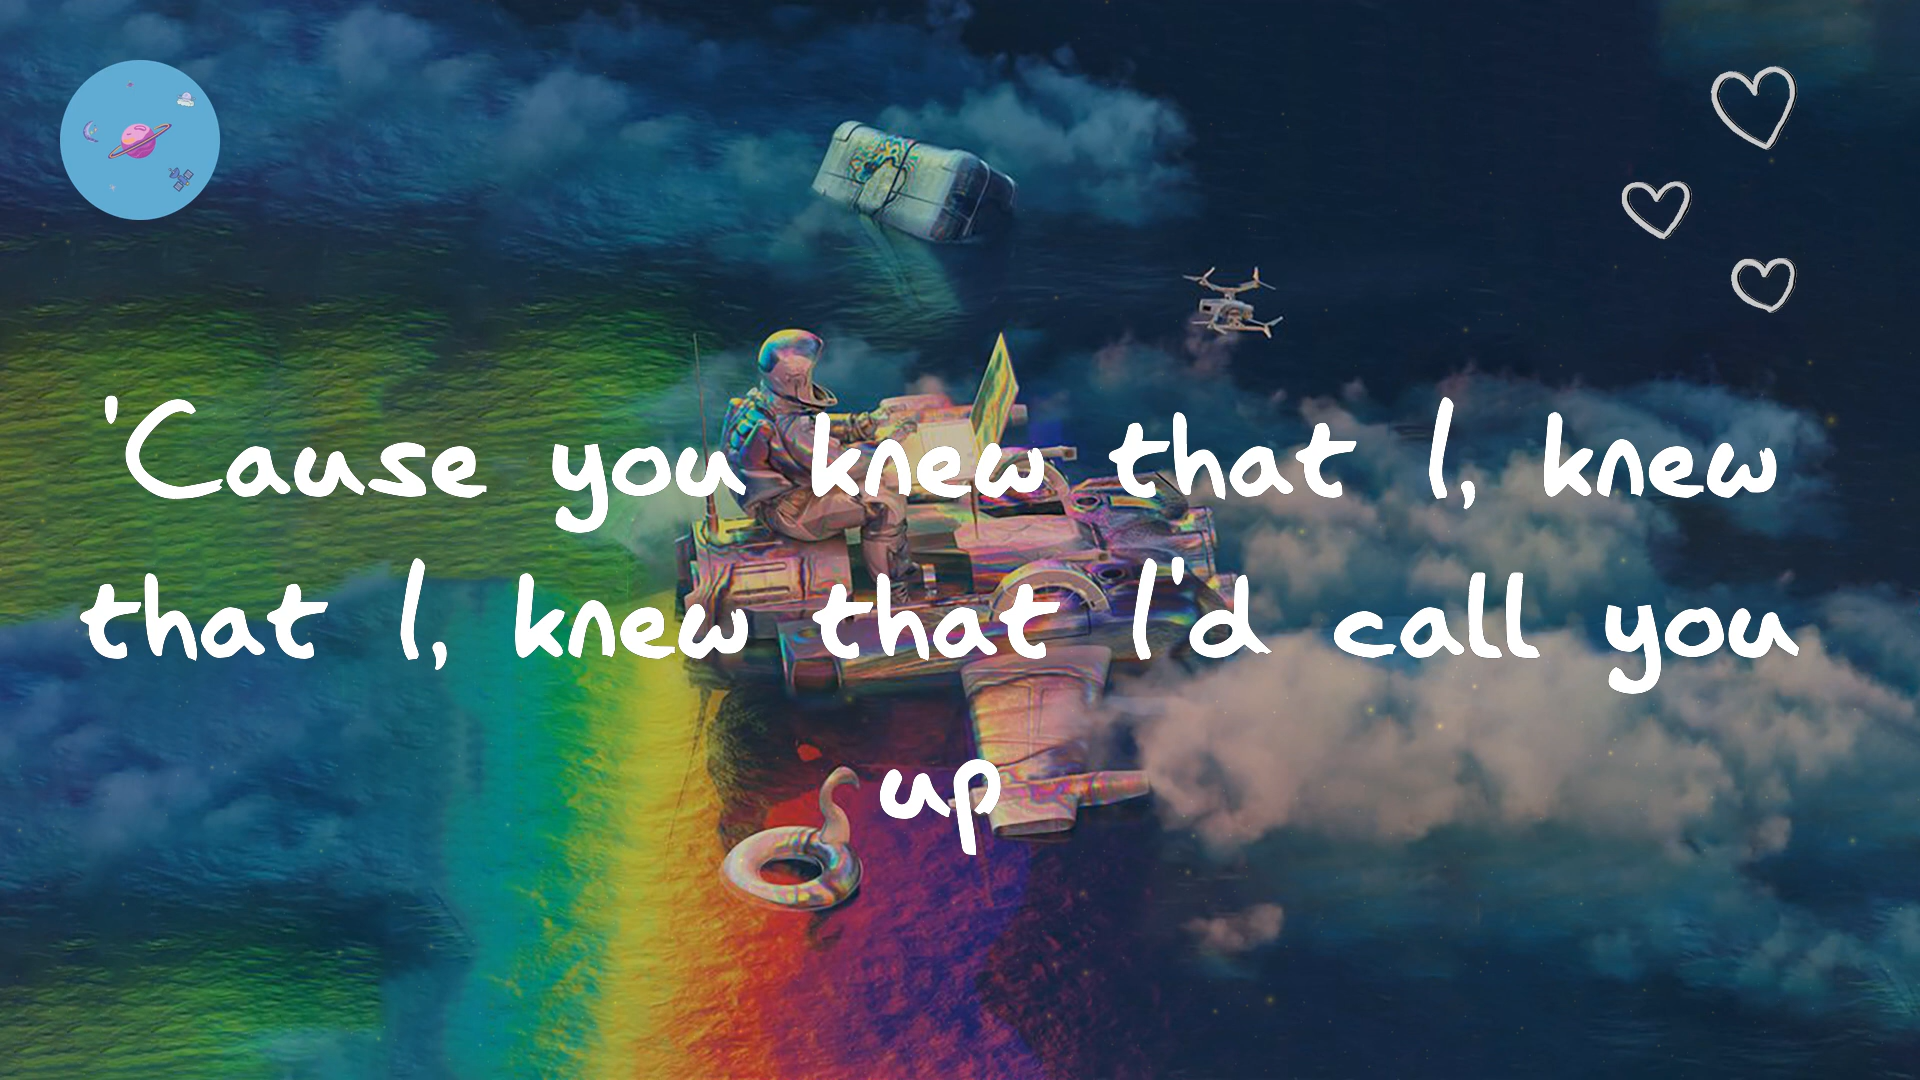 'Cause you knew that I, knew
that I, knew that I'd call you
up